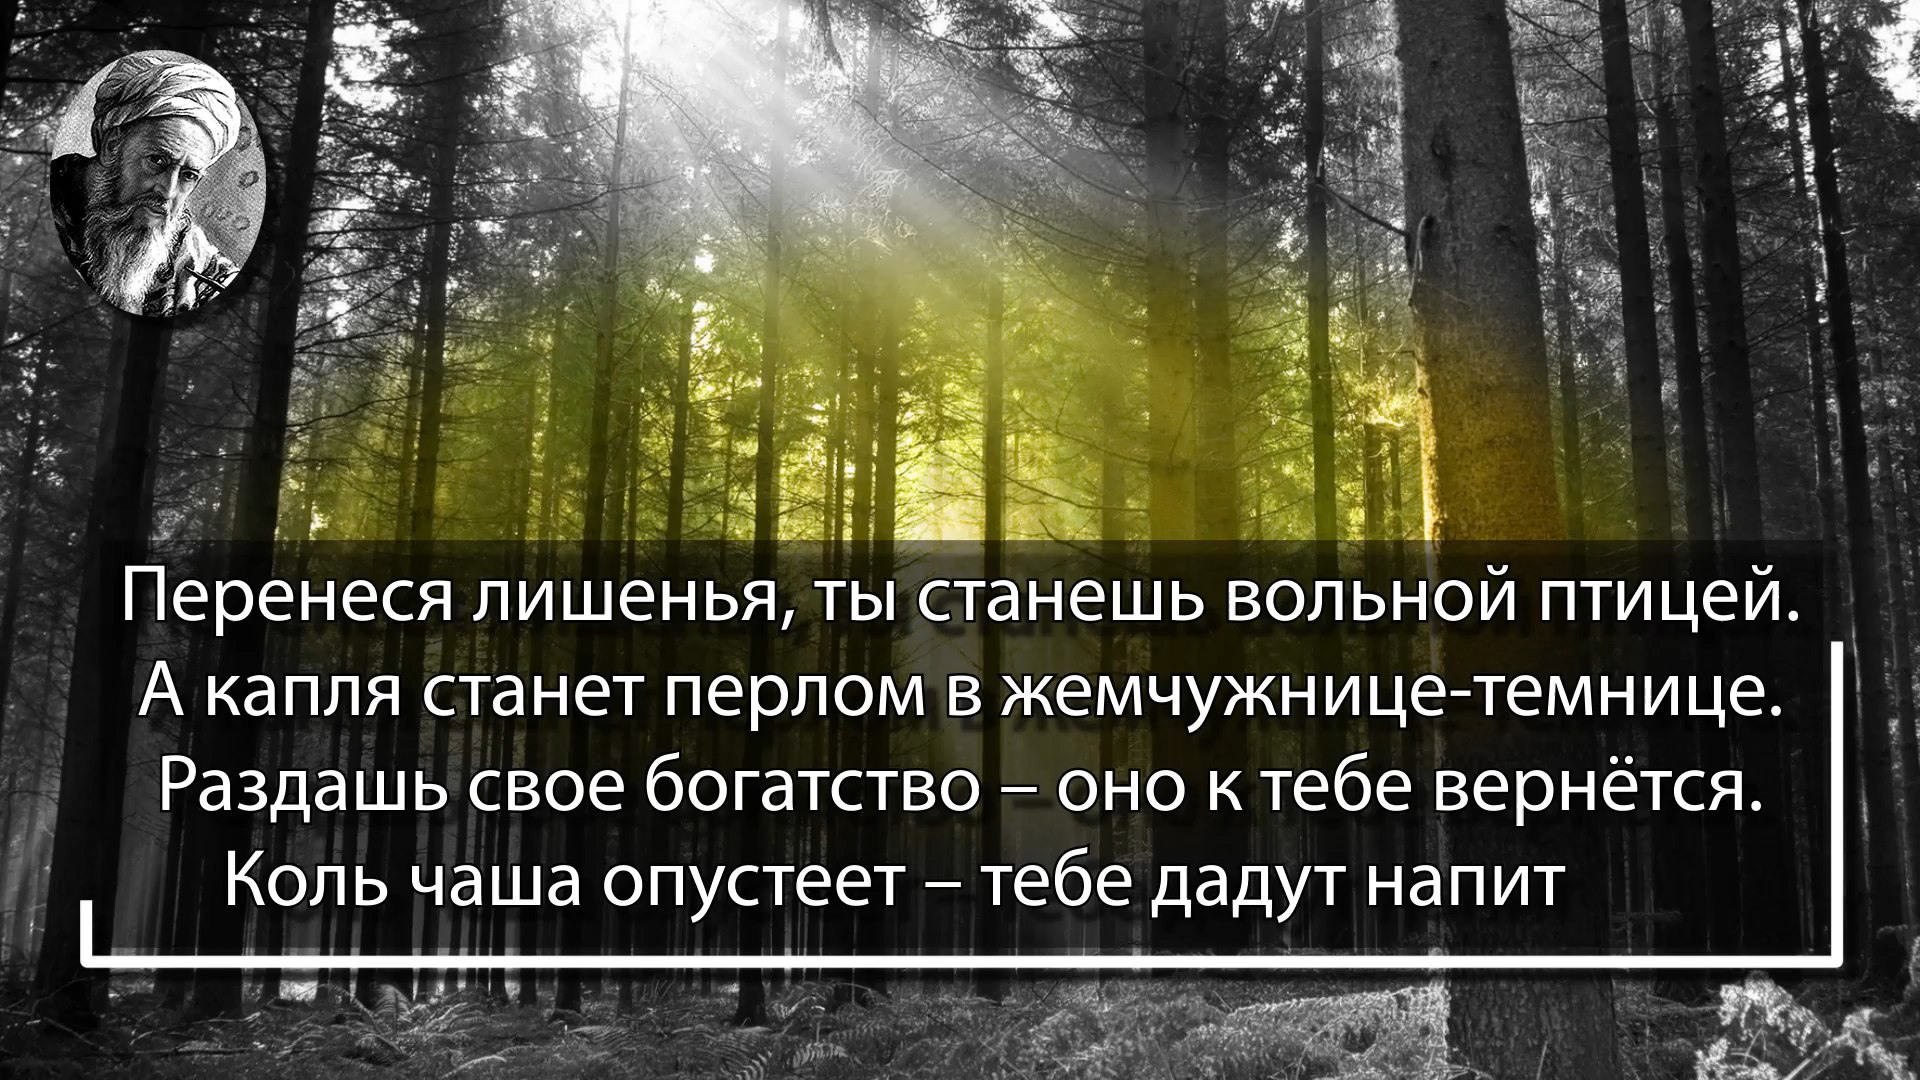 Перенеся лишенья, ты станешь вольной птицей.
А капля станет перлом в жемчужнице-темнице.
Раздашь свое богатство – оно к тебе вернётся.
Коль чаша опустеет – тебе дадут напит